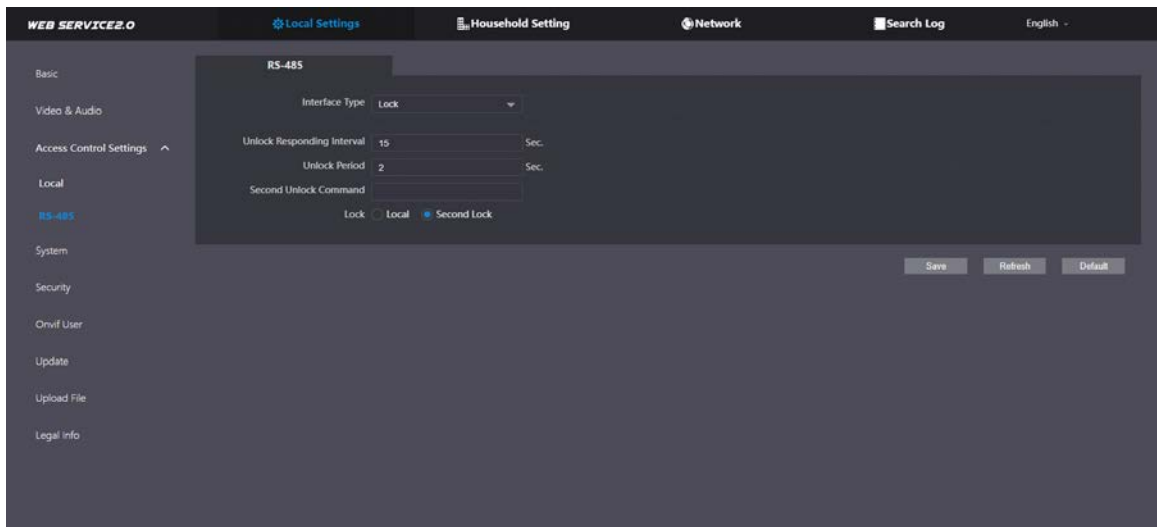 WEB SERVICE2.0 Local Settings Household Setting Network Search Log English
Basic
Video & Audio
Access Control Settings
Local
RS-485
System
Security
Onvif User
Update
Upload File
Legal Info
RS-485
Interface Type Lock
Unlock Responding Interval 15 Sec.
Unlock Period 2 Sec.
Second Unlock Command
Lock Local Second Lock
Save Refresh Default